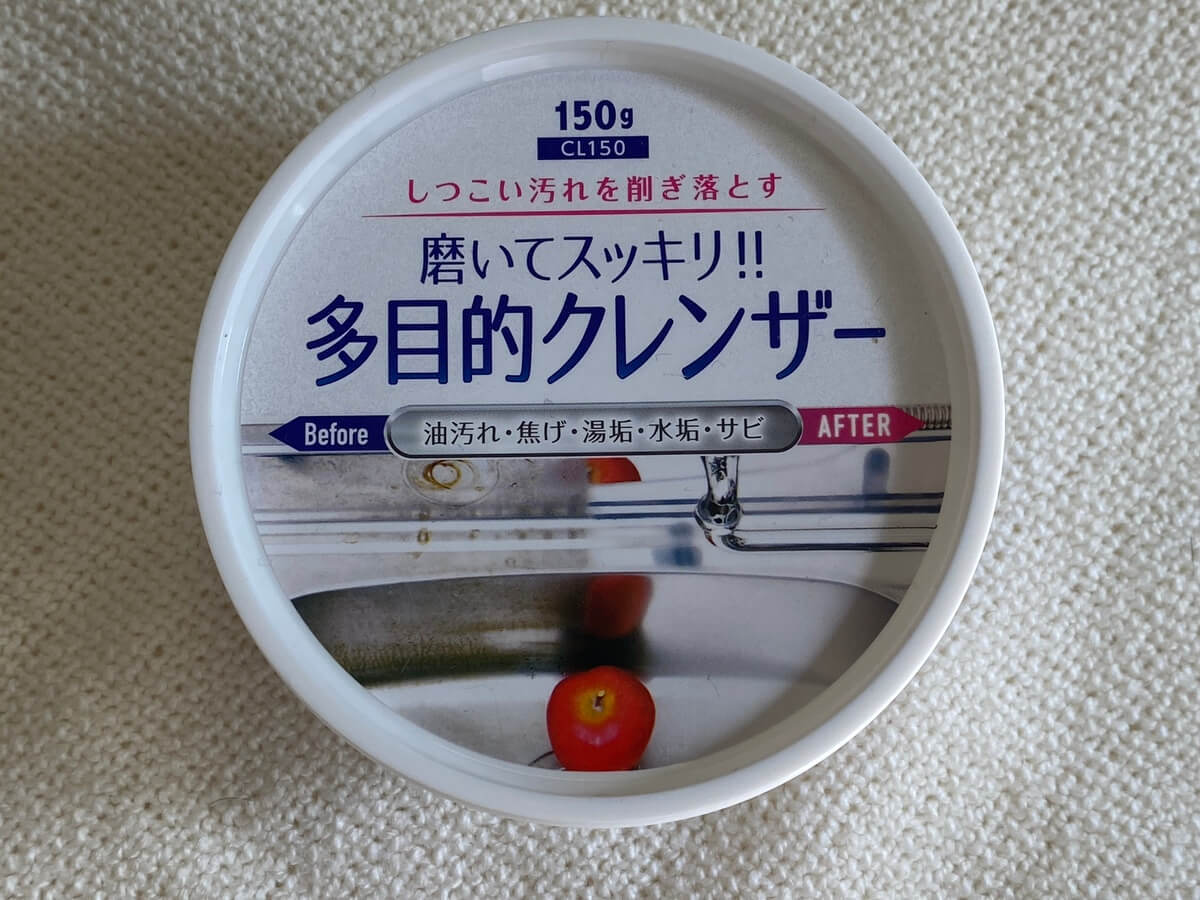 150g
CL150
しつこい汚れを削ぎ落とす
磨いてスッキリ!!
多目的クレンザー
Before 油汚れ・焦げ・湯垢・水垢・サビ AFTER